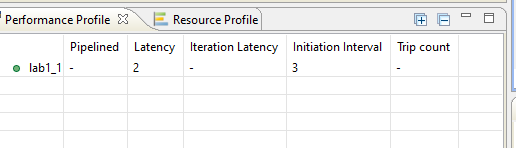 Performance Profile Resource Profile
Pipelined Latency Iteration Latency Initiation Interval Trip count
lab1_1 - 2 - 3 -